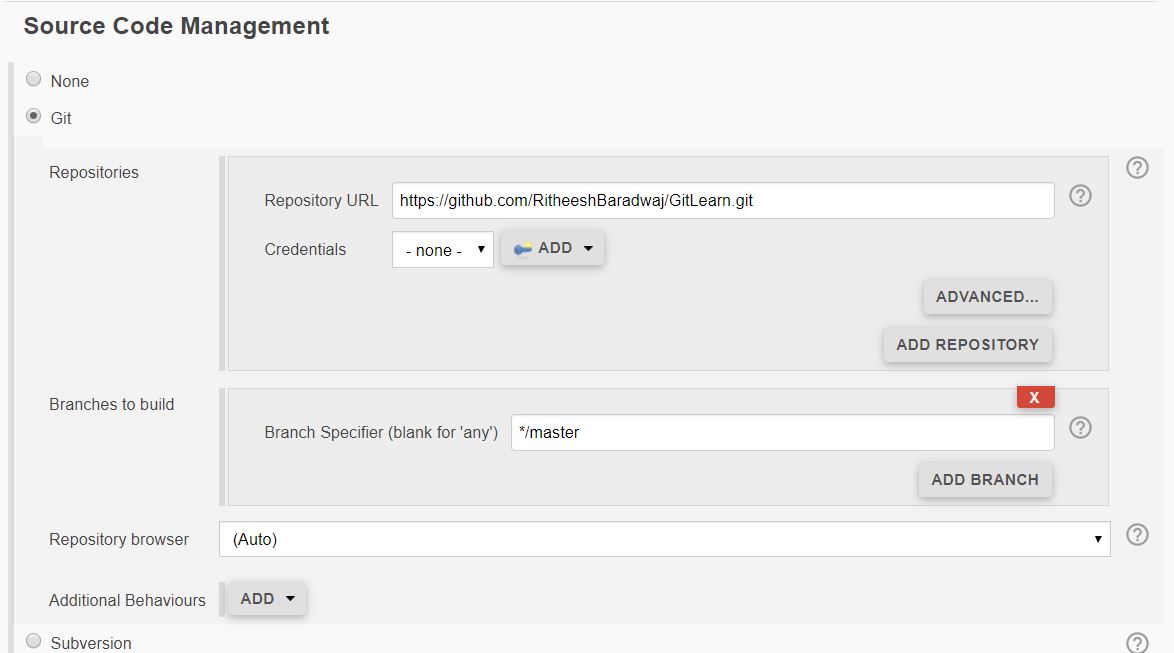 Source Code Management
None
Git
Repositories
Repository URL https://github.com/RitheeshBaradwaj/GitLearn.git
Credentials - none - ADD
ADVANCED...
ADD REPOSITORY
Branches to build X
Branch Specifier (blank for 'any') */master
ADD BRANCH
Repository browser (Auto)
Additional Behaviours ADD
Subversion